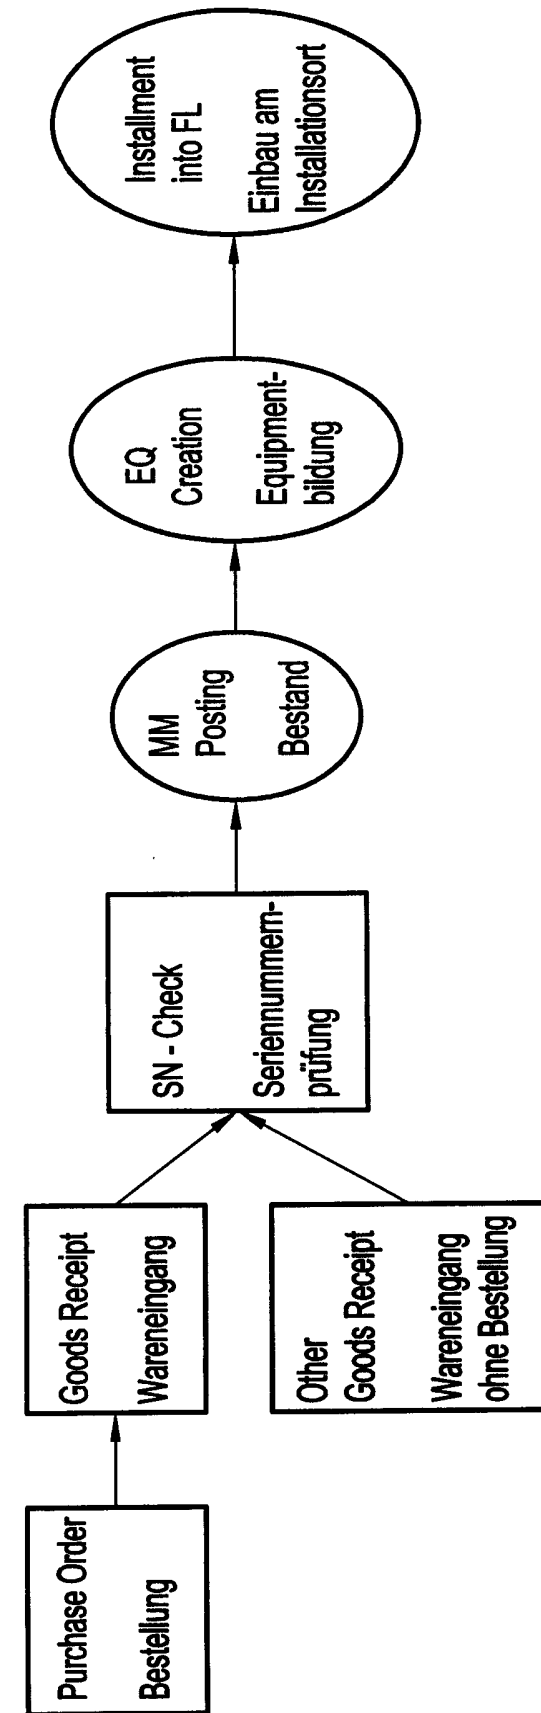 Purchase Order
Bestellung
Goods Receipt
Wareneingang
Other
Goods Receipt
Wareneingang
ohne Bestellung
SN - Check
Seriennummern-
prüfung
MM
Posting
Bestand
EQ
Creation
Equipment-
bildung
Installment
into FL
Einbau am
Installationsort